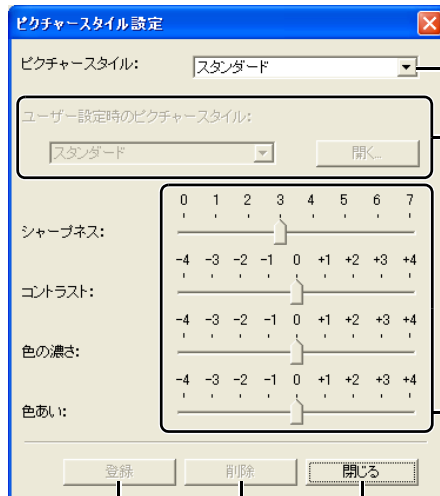 ピクチャースタイル設定
ピクチャースタイル: スタンダード
ユーザー設定時のピクチャースタイル:
スタンダード 開く...
0 1 2 3 4 5 6 7
シャープネス:
-4 -3 -2 -1 0 +1 +2 +3 +4
コントラスト:
-4 -3 -2 -1 0 +1 +2 +3 +4
色の濃さ:
-4 -3 -2 -1 0 +1 +2 +3 +4
色あい:
登録 削除 閉じる